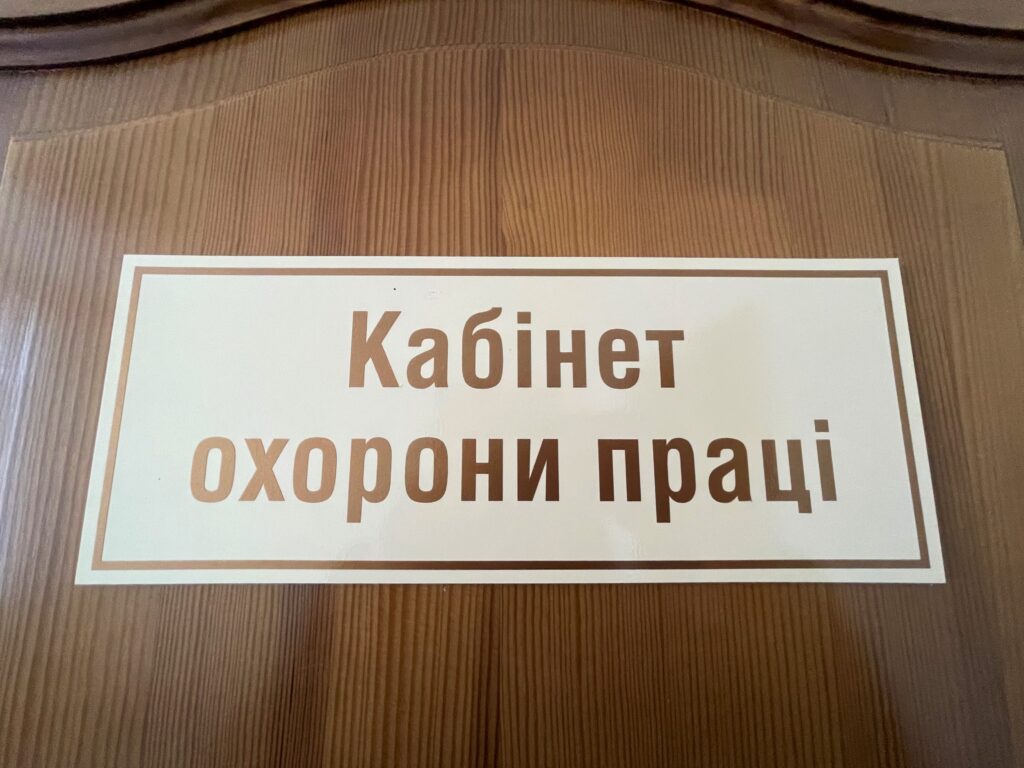 Кабінет
охорони праці